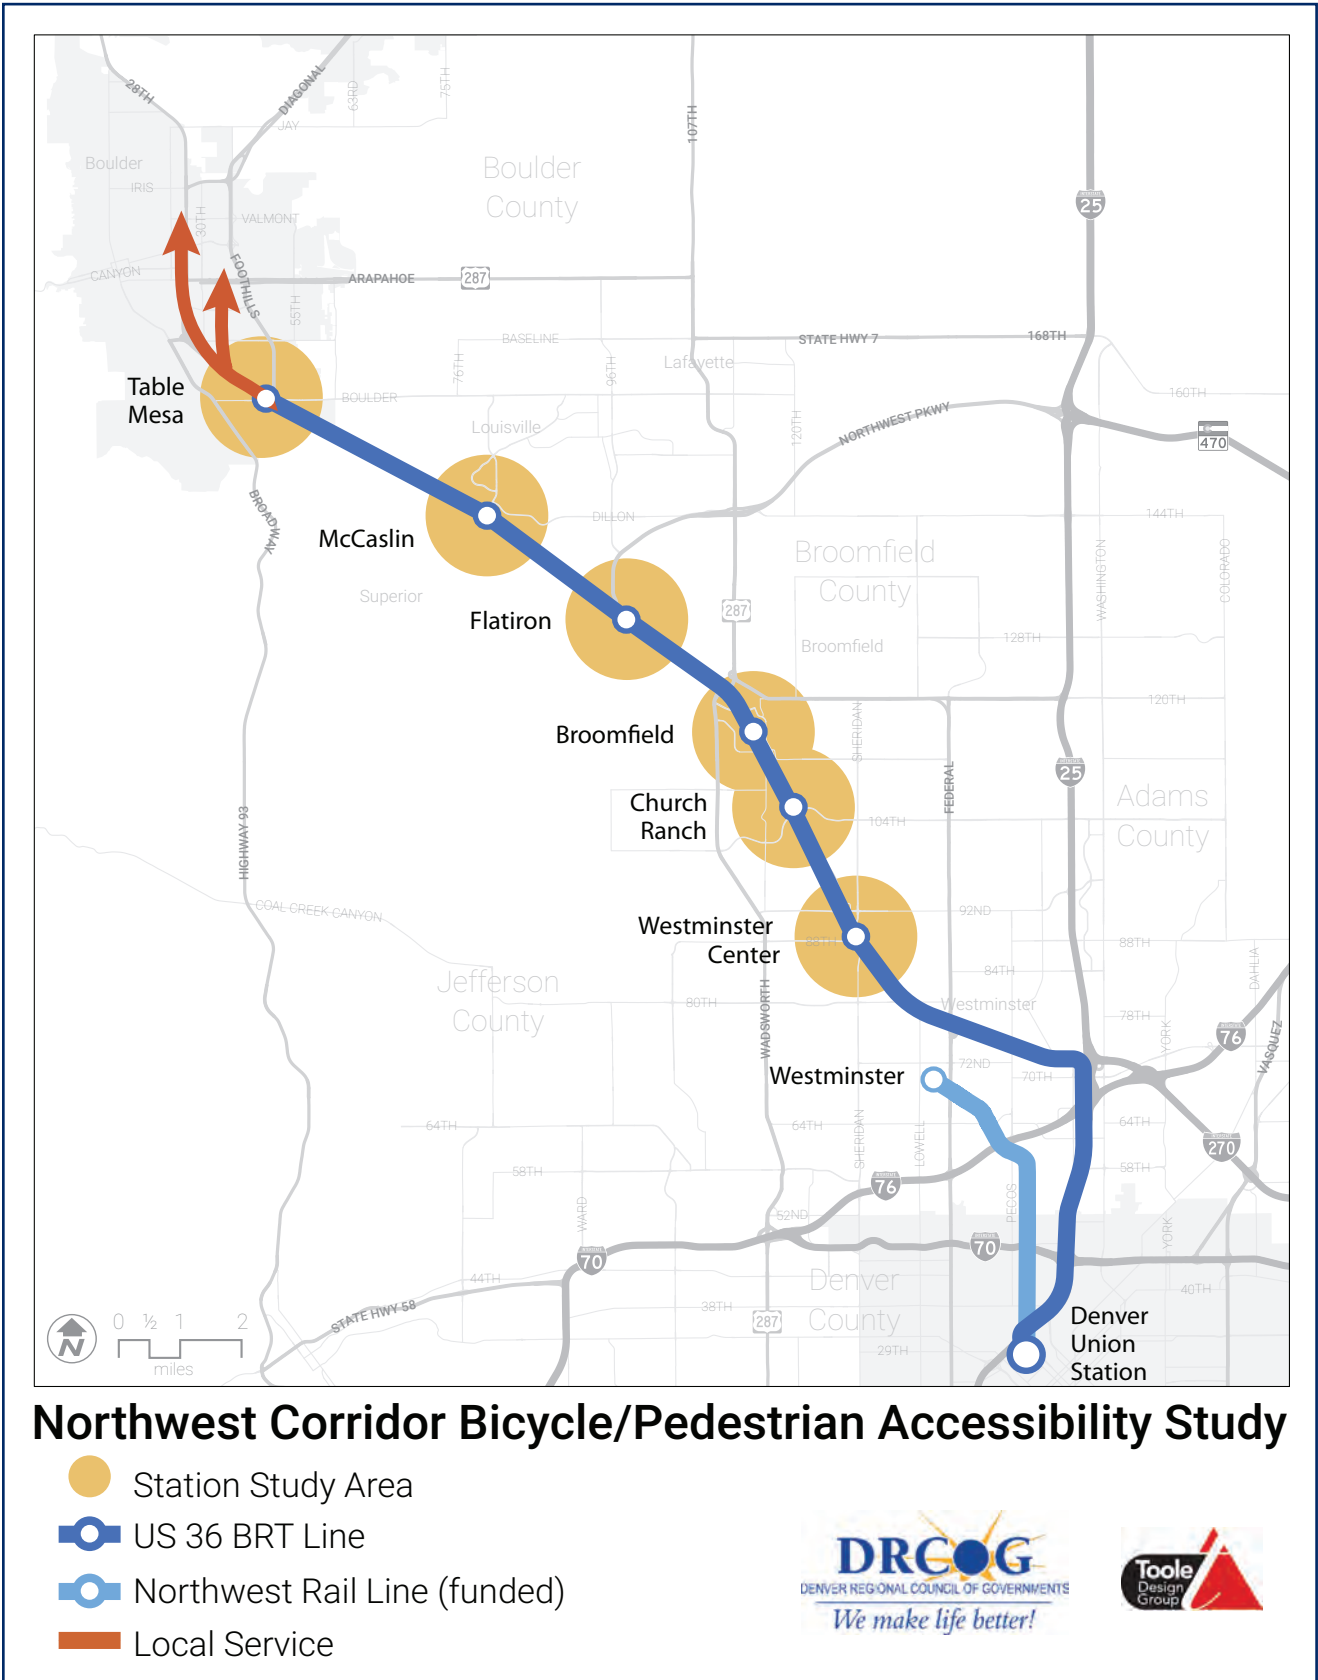 28TH
DIAGONAL
63RD
75TH
JAY
107TH
Boulder
IRIS
Boulder
County
25
30TH
VALMONT
FOOTHILLS
CANYON
55TH
ARAPAHOE
287
BASELINE
STATE HWY 7
168TH
76TH
96TH
Lafayette
Table
Mesa
BOULDER
160TH
NORTHWEST PKWY
120TH
Louisville
470
BROADWAY
McCaslin
DILLON
144TH
Broomfield
County
WASHINGTON
COLORADO
Superior
Flatiron
287
128TH
Broomfield
120TH
SHERIDAN
Broomfield
FEDERAL
25
Adams
County
Church
Ranch
104TH
HIGHWAY 93
COAL CREEK CANYON
92ND
Westminster
Center
88TH
88TH
84TH
DAHLIA
Jefferson
County
80TH
WADSWORTH
Westminster
78TH
YORK
76
VASQUEZ
Westminster
72ND
70TH
64TH
64TH
SHERIDAN
LOWELL
64TH
270
58TH
58TH
76
WARD
PECOS
52ND
YORK
70
70
44TH
Denver
County
40TH
STATE HWY 58
38TH
287
29TH
Denver
Union
Station
N
0 ½ 1 2
miles
Northwest Corridor Bicycle/Pedestrian Accessibility Study
Station Study Area
US 36 BRT Line
Northwest Rail Line (funded)
Local Service
DRCOG
DENVER REGIONAL COUNCIL OF GOVERNMENTS
We make life better!
Toole
Design
Group